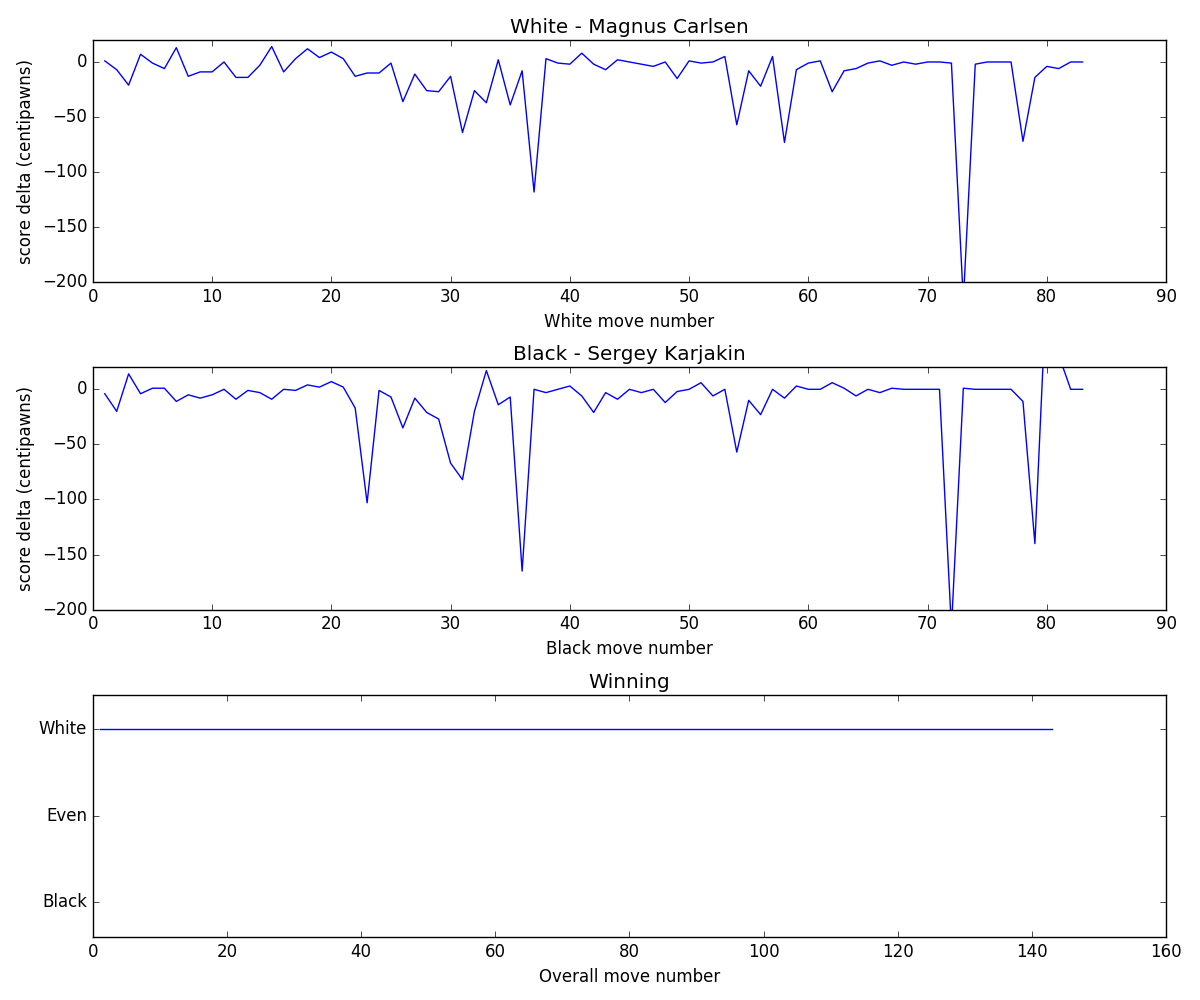 White - Magnus Carlsen
score delta (centipawns)
0
−50
−100
−150
−200
0 10 20 30 40 50 60 70 80 90
White move number
Black - Sergey Karjakin
score delta (centipawns)
0
−50
−100
−150
−200
0 10 20 30 40 50 60 70 80 90
Black move number
Winning
White
Even
Black
0 20 40 60 80 100 120 140 160
Overall move number